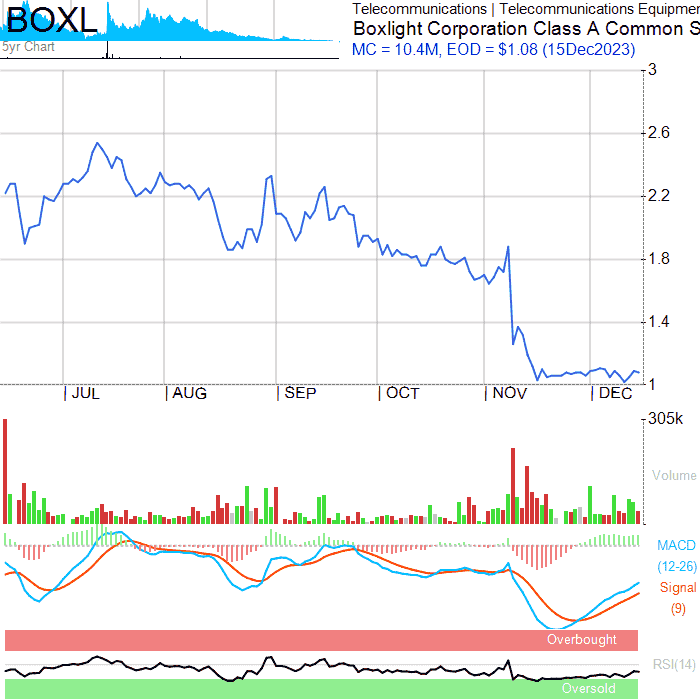 BOXL
5yr Chart
Telecommunications | Telecommunications Equipmen
Boxlight Corporation Class A Common S
MC = 10.4M, EOD = $1.08 (15Dec2023)
3
2.6
2.2
1.8
1.4
1
| JUL | AUG | SEP | OCT | NOV | DEC
305k
Volume
MACD
(12-26)
Signal
(9)
Overbought
RSI(14)
Oversold